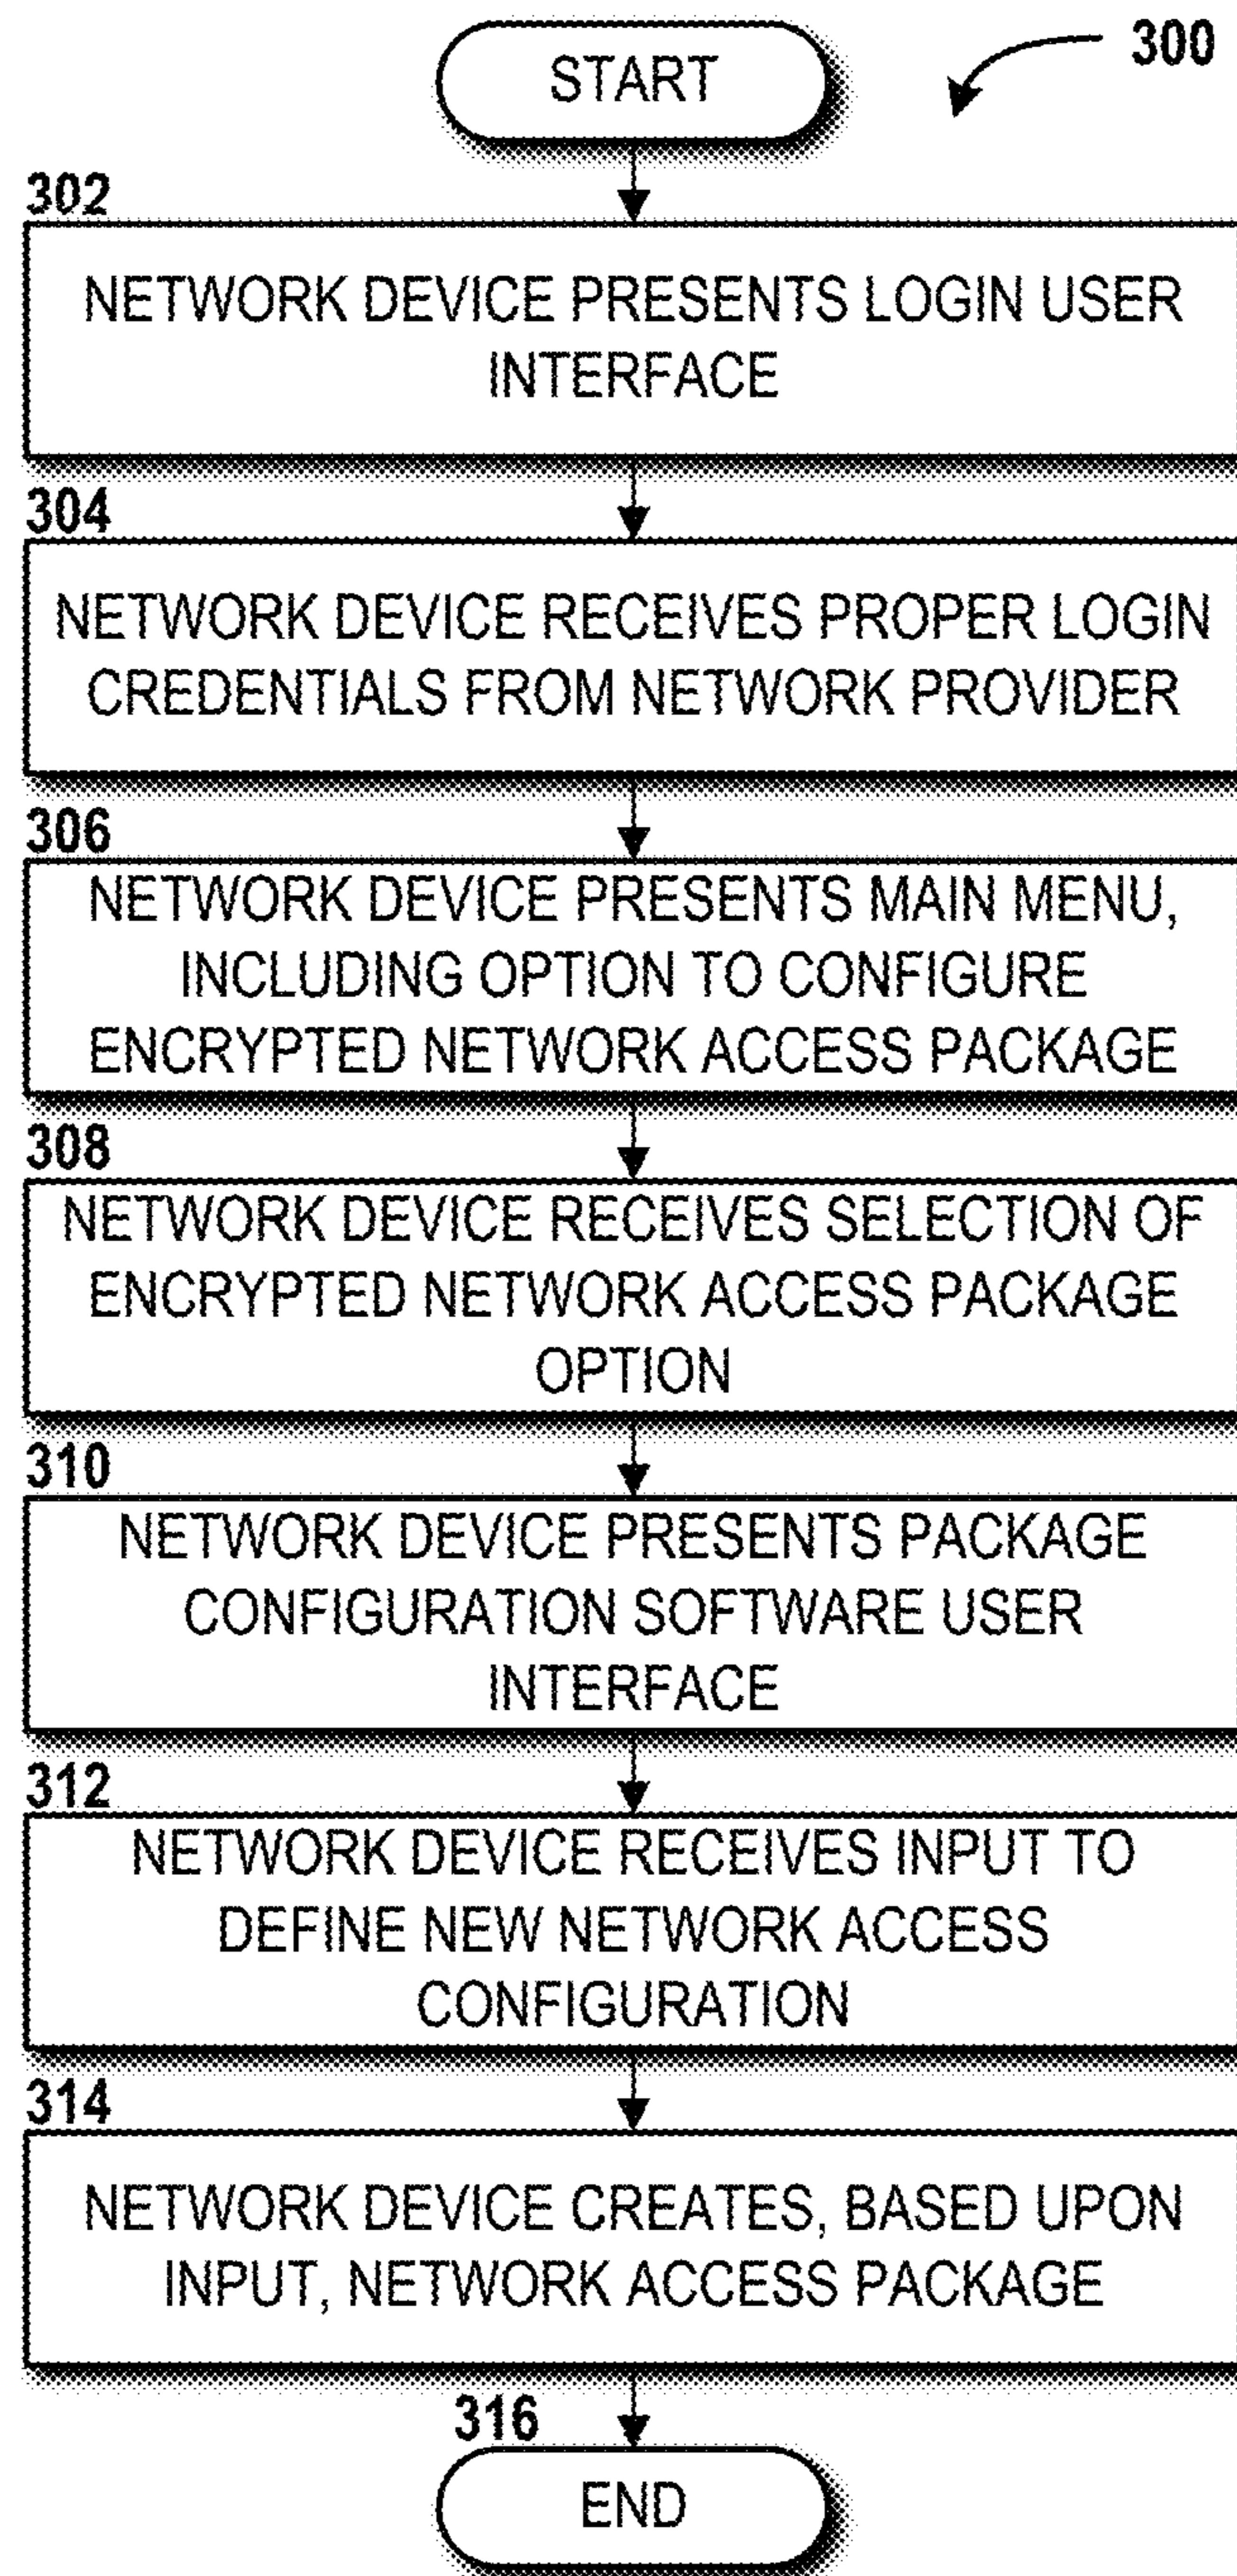 START
300
302
NETWORK DEVICE PRESENTS LOGIN USER
INTERFACE
304
NETWORK DEVICE RECEIVES PROPER LOGIN
CREDENTIALS FROM NETWORK PROVIDER
306
NETWORK DEVICE PRESENTS MAIN MENU,
INCLUDING OPTION TO CONFIGURE
ENCRYPTED NETWORK ACCESS PACKAGE
308
NETWORK DEVICE RECEIVES SELECTION OF
ENCRYPTED NETWORK ACCESS PACKAGE
OPTION
310
NETWORK DEVICE PRESENTS PACKAGE
CONFIGURATION SOFTWARE USER
INTERFACE
312
NETWORK DEVICE RECEIVES INPUT TO
DEFINE NEW NETWORK ACCESS
CONFIGURATION
314
NETWORK DEVICE CREATES, BASED UPON
INPUT, NETWORK ACCESS PACKAGE
316
END